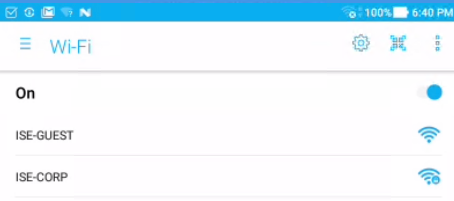 100% 6:40 PM
Wi-Fi
On
ISE-GUEST
ISE-CORP